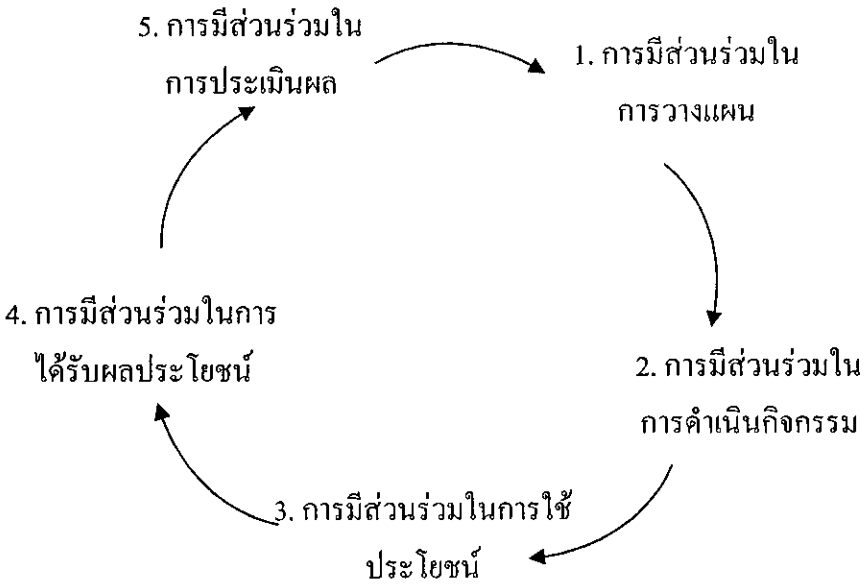 5. การมีส่วนร่วมใน
การประเมินผล
1. การมีส่วนร่วมใน
การวางแผน
2. การมีส่วนร่วมใน
การดำเนินกิจกรรม
3. การมีส่วนร่วมในการใช้
ประโยชน์
4. การมีส่วนร่วมในการ
ได้รับผลประโยชน์